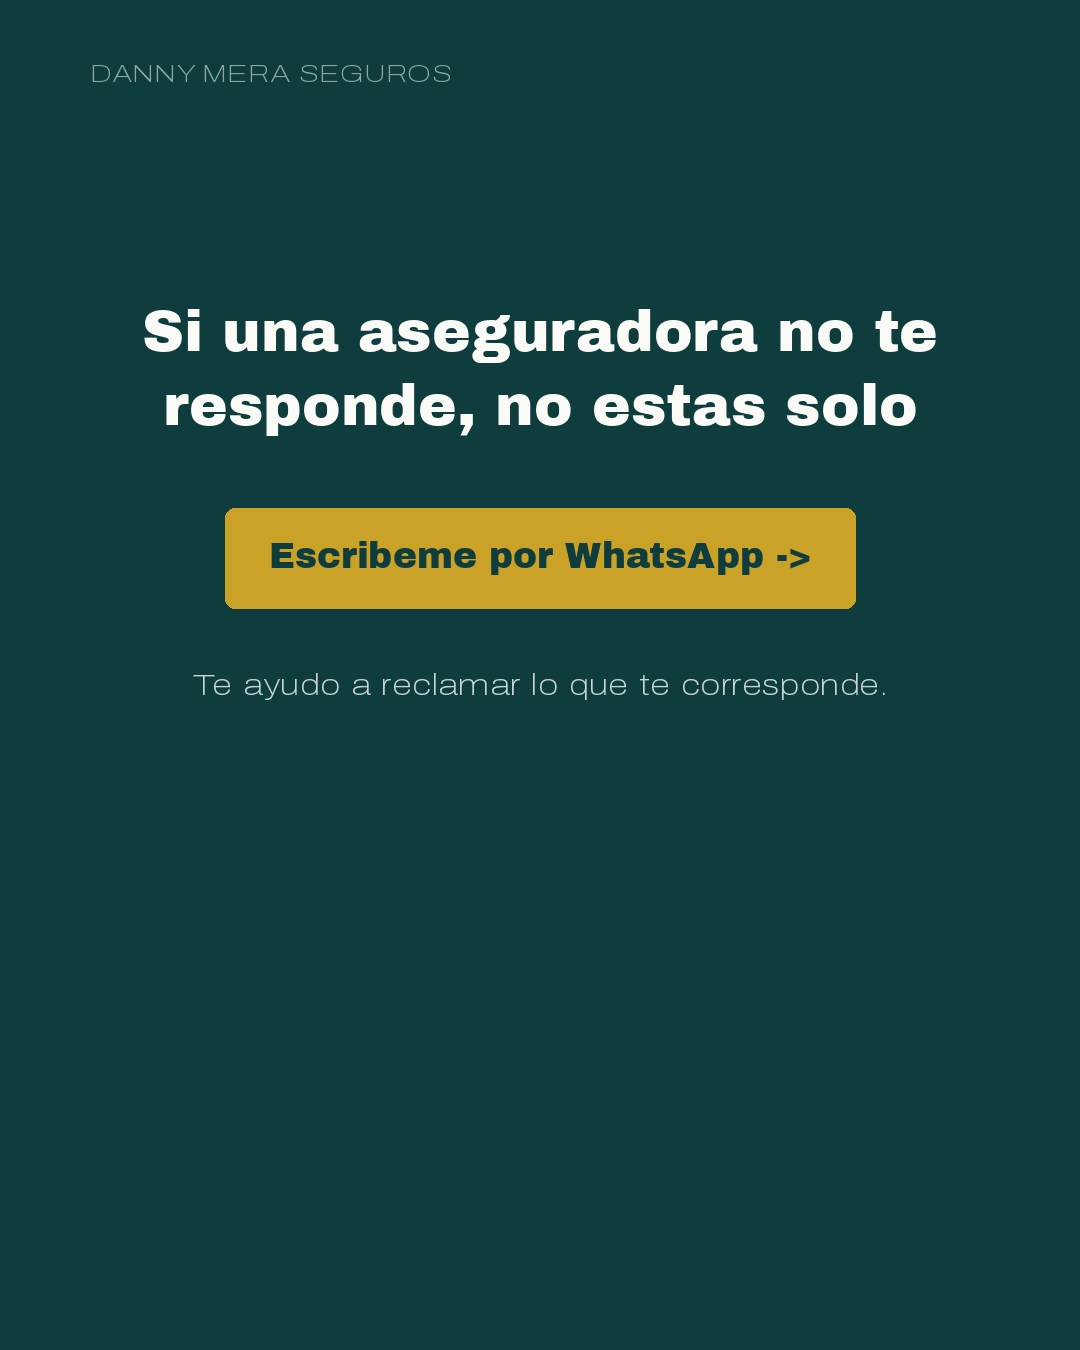 DANNY MERA SEGUROS
Si una aseguradora no te
responde, no estas solo
Escribeme por WhatsApp ->
Te ayudo a reclamar lo que te corresponde.